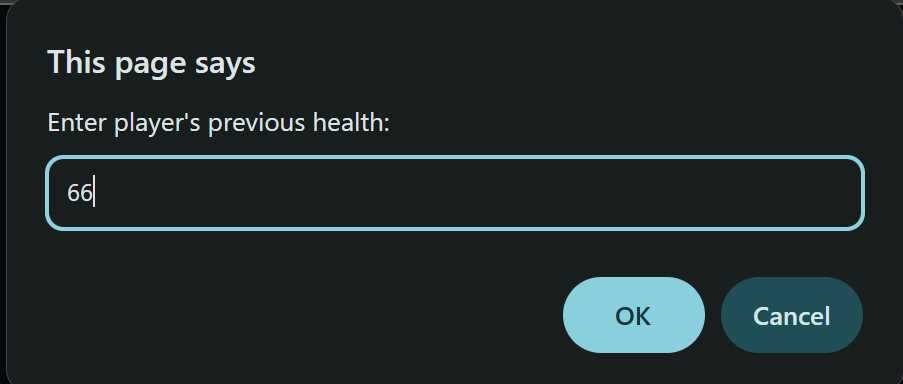 This page says
Enter player's previous health:
66
OK
Cancel